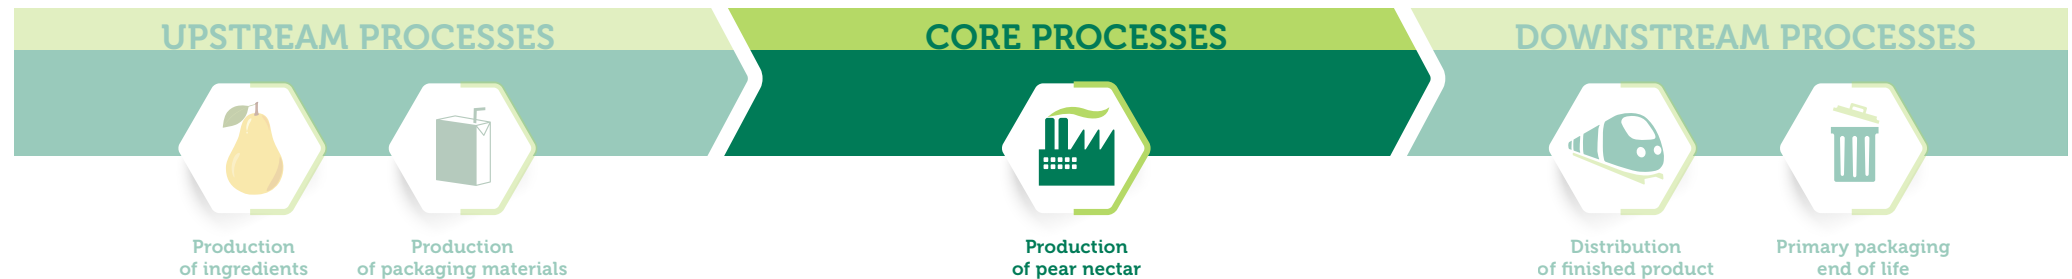 UPSTREAM PROCESSES
CORE PROCESSES
DOWNSTREAM PROCESSES
Production
of ingredients
Production
of packaging materials
Production
of pear nectar
Distribution
of finished product
Primary packaging
end of life